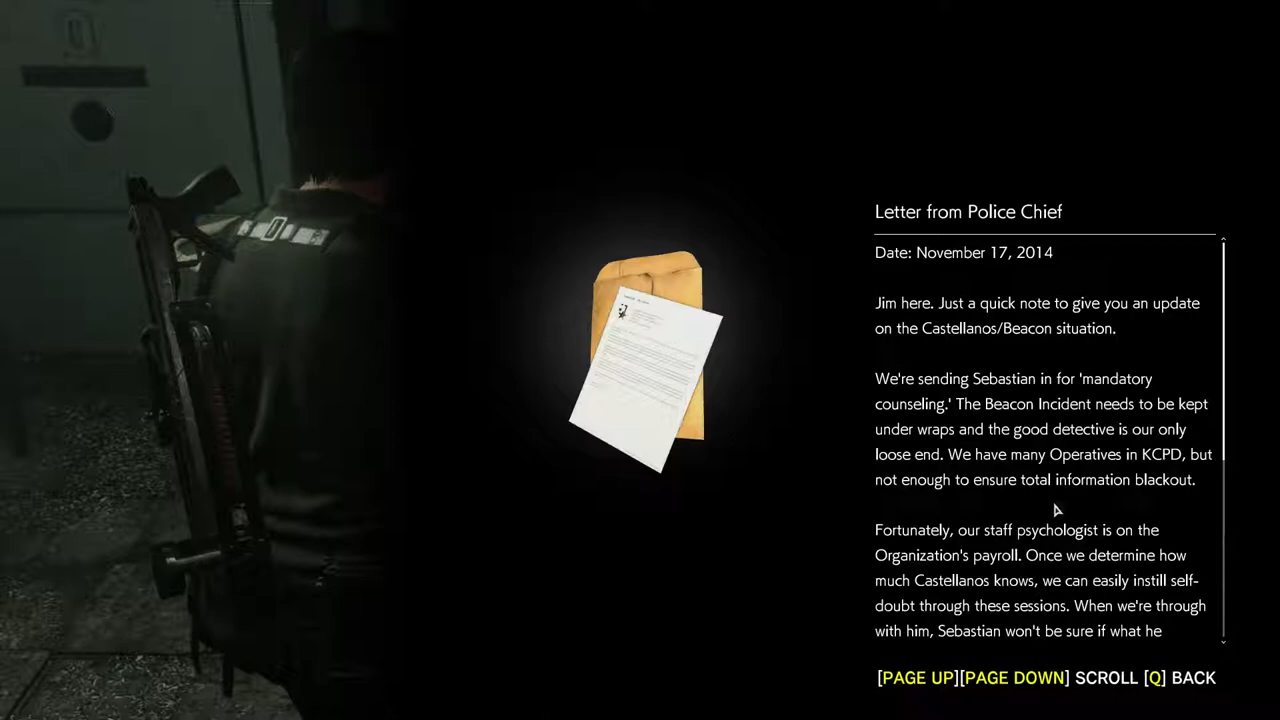 Letter from Police Chief
Date: November 17, 2014
Jim here. Just a quick note to give you an update
on the Castellanos/Beacon situation.
We're sending Sebastian in for 'mandatory
counseling.' The Beacon Incident needs to be kept
under wraps and the good detective is our only
loose end. We have many Operatives in KCPD, but
not enough to ensure total information blackout.
Fortunately, our staff psychologist is on the
Organization's payroll. Once we determine how
much Castellanos knows, we can easily instill self-
doubt through these sessions. When we're through
with him, Sebastian won't be sure if what he
[PAGE UP][PAGE DOWN] SCROLL [Q] BACK